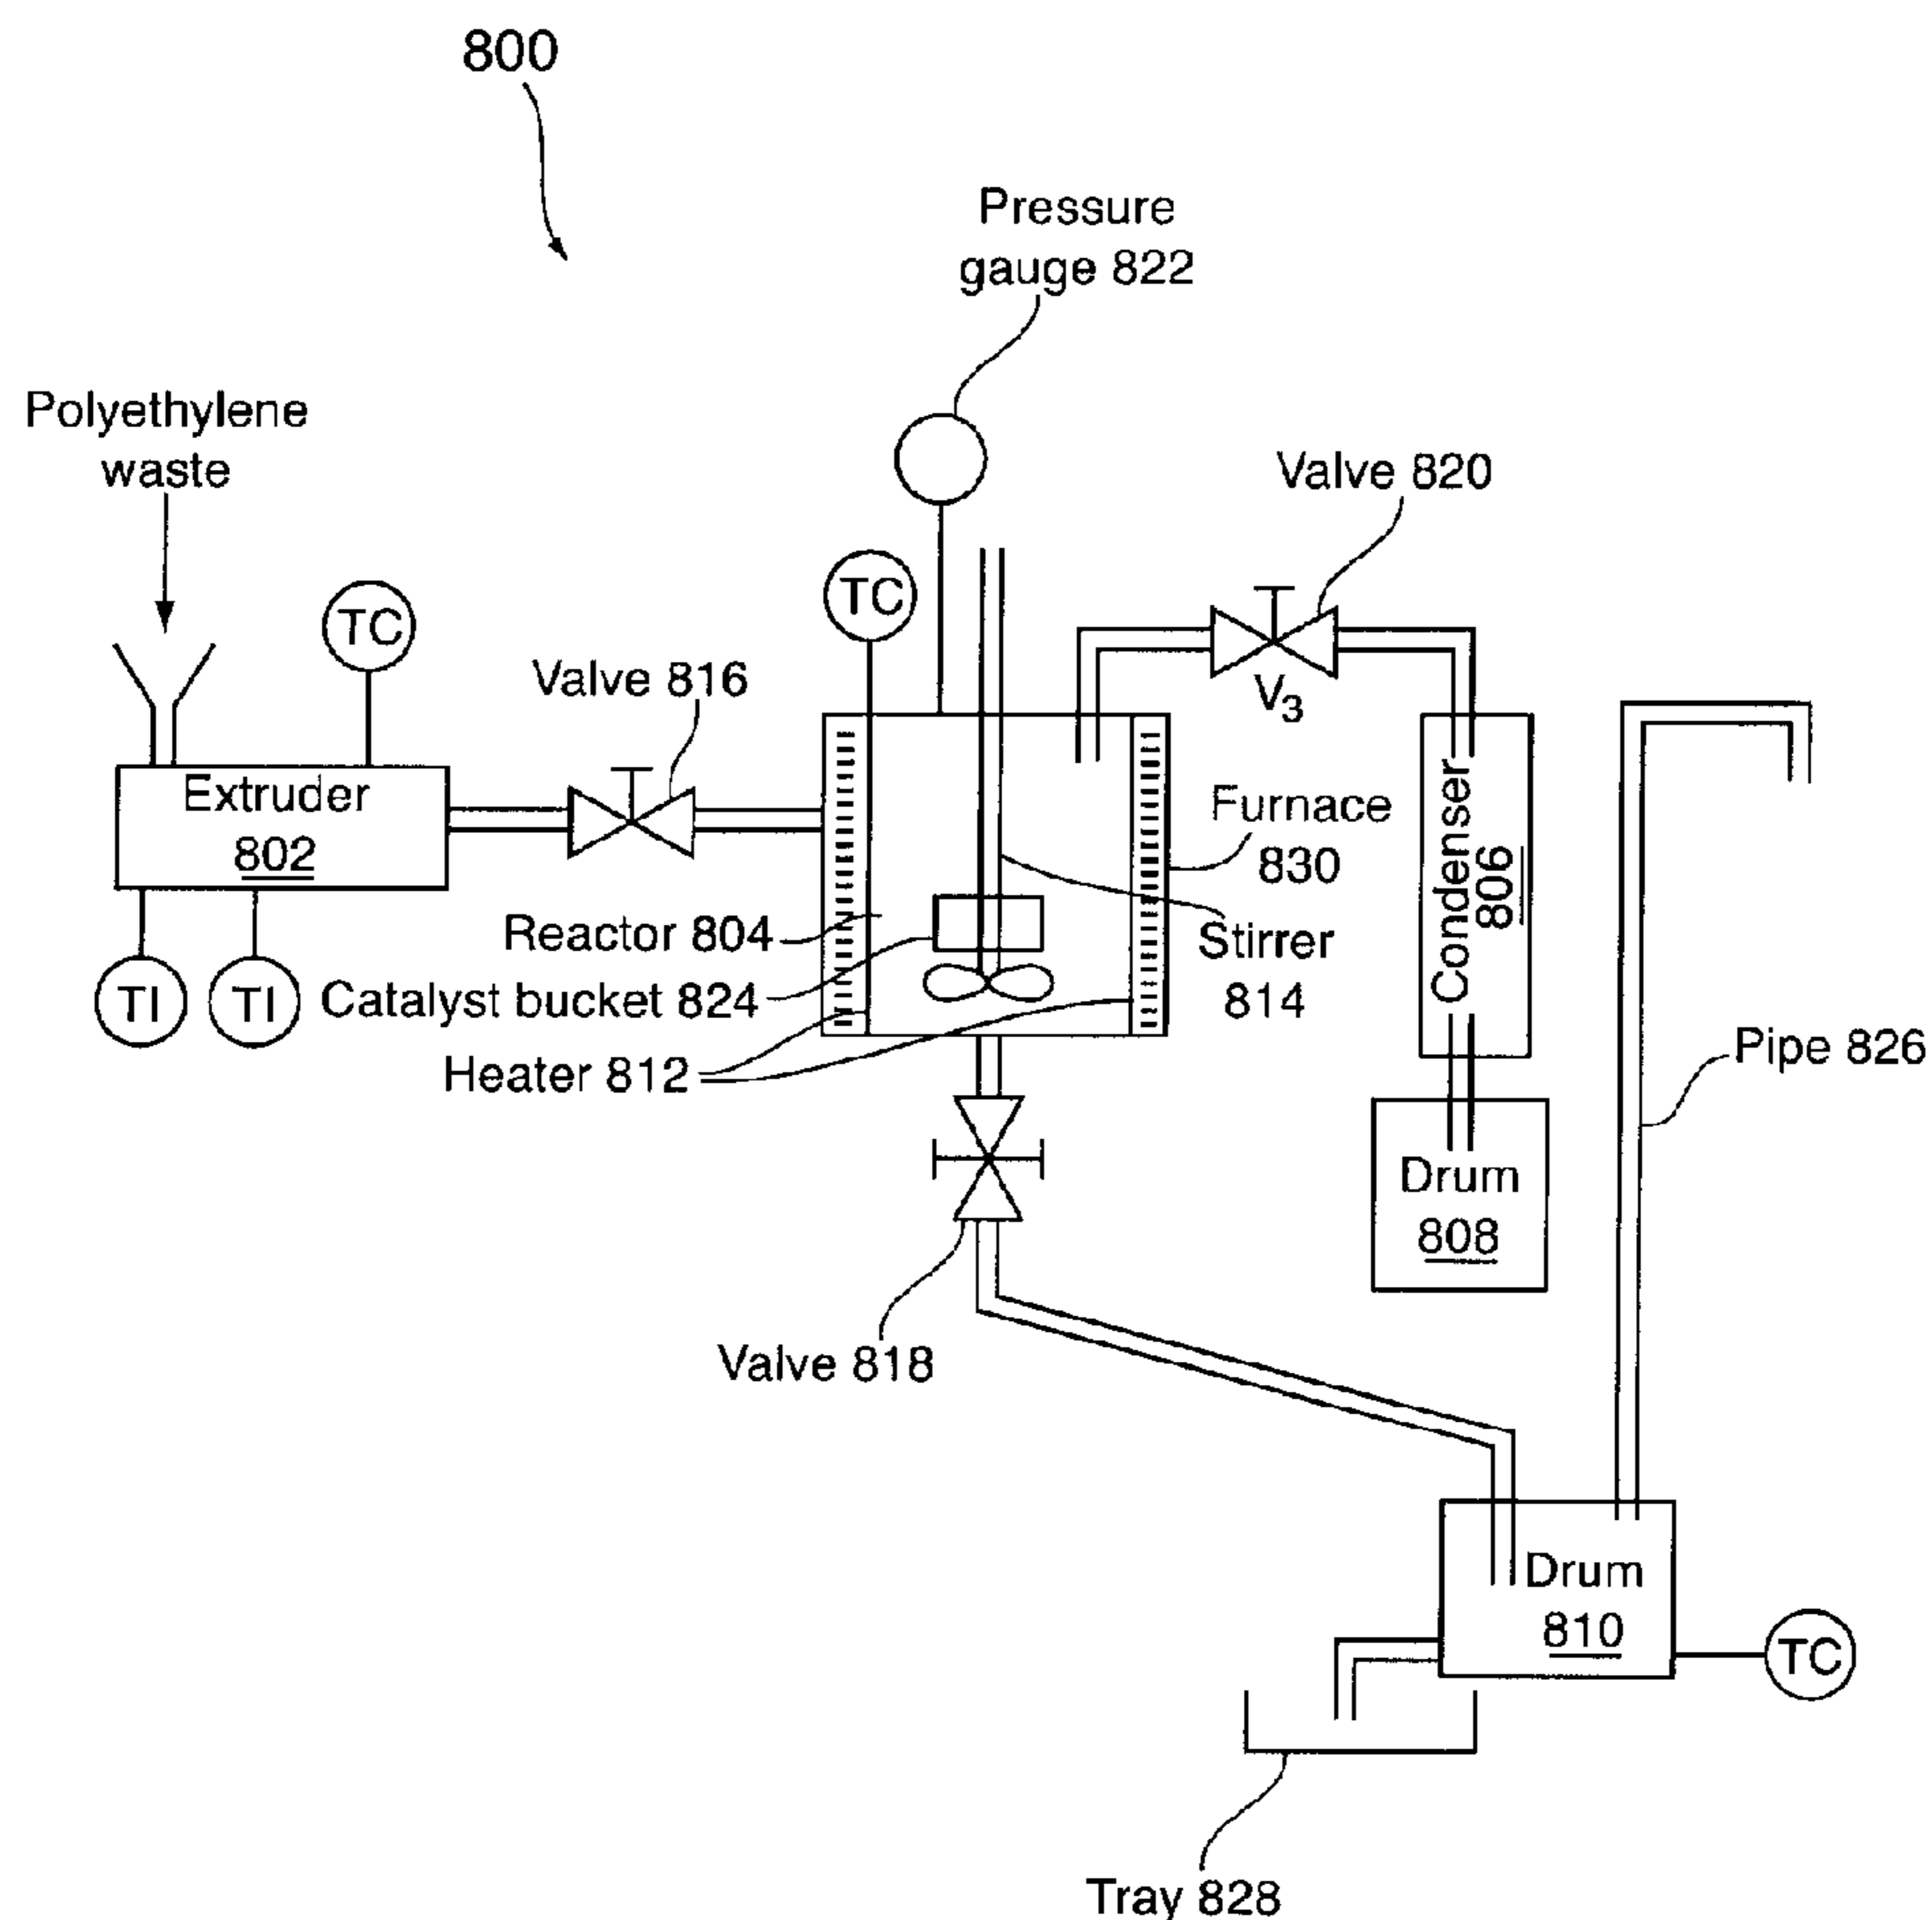 800
Pressure
gauge 822
Polyethylene
waste
Valve 820
TC
TC
Valve 816
V3
Extruder
802
Furnace
830
Condenser
806
Reactor 804
Stirrer
814
Catalyst bucket 824
TI
TI
Heater 812
Pipe 826
Drum
808
Valve 818
Drum
810
TC
Tray 828